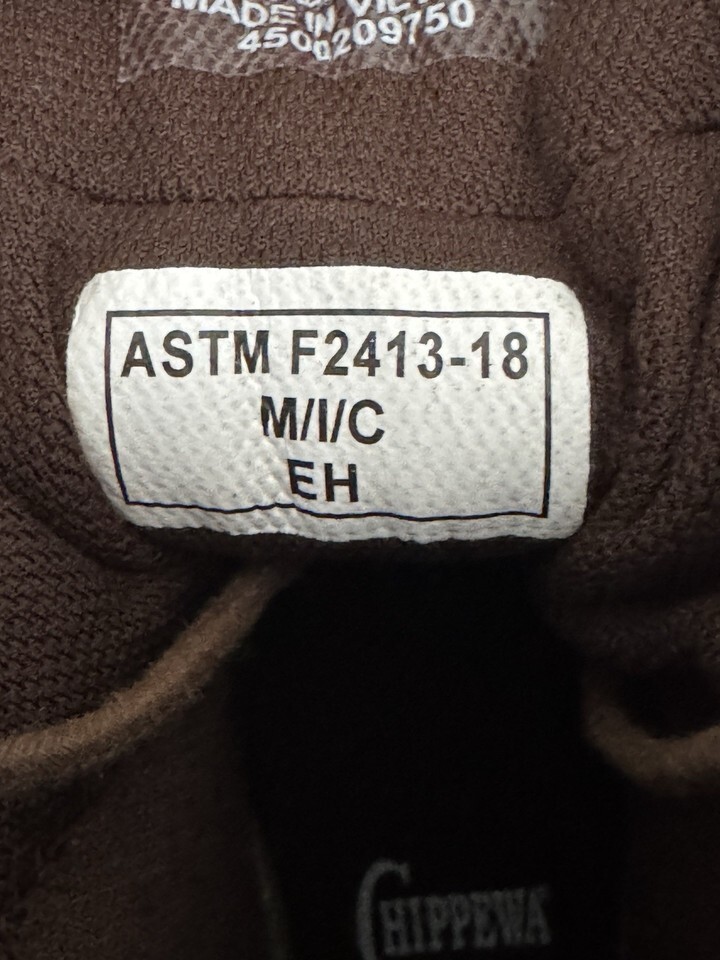 MADE IN
4500209750
ASTM F2413-18
M/I/C
EH
CHIPPEWA